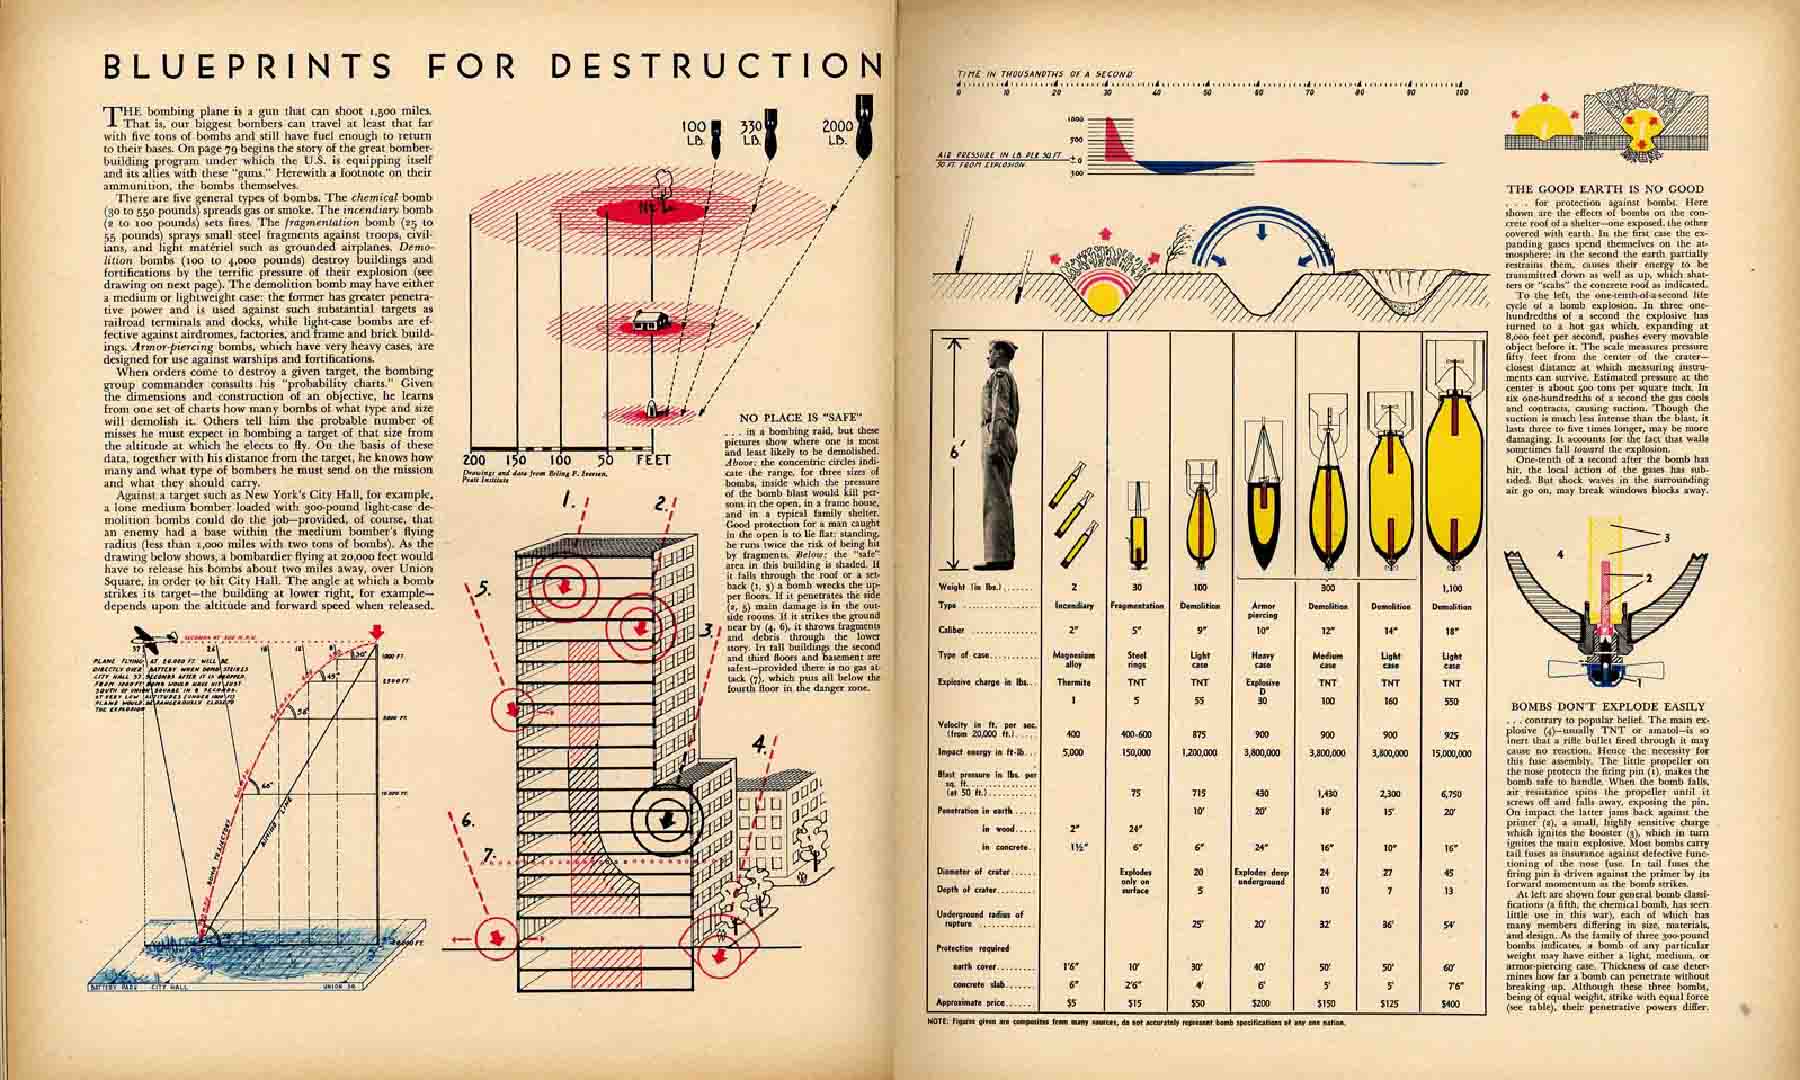 BLUEPRINTS FOR DESTRUCTION
THE bombing plane is a gun that can shoot 1,500 miles.
That is, our biggest bombers can travel at least that far
with five tons of bombs and still have fuel enough to return
to their bases. On page 79 begins the story of the great bomber-
building program under which the U.S. is equipping itself
and its allies with these "guns." Herewith a footnote on their
ammunition, the bombs themselves.
There are five general types of bombs. The chemical bomb
(30 to 550 pounds) spreads gas or smoke. The incendiary bomb
(2 to 100 pounds) sets fires. The fragmentation bomb (25 to
55 pounds) sprays small steel fragments against troops, civil-
ians, and light matériel such as grounded airplanes. Demo-
lition bombs (100 to 4,000 pounds) destroy buildings and
fortifications by the terrific pressure of their explosion (see
drawing on next page). The demolition bomb may have either
a medium or lightweight case: the former has greater penetra-
tive power and is used against such substantial targets as
railroad terminals and docks, while light-case bombs are ef-
fective against airdromes, factories, and frame and brick build-
ings. Armor-piercing bombs, which have very heavy cases, are
designed for use against warships and fortifications.
When orders come to destroy a given target, the bombing
group commander consults his "probability charts." Given
the dimensions and construction of an objective, he learns
from one set of charts how many bombs of what type and size
will demolish it. Others tell him the probable number of
misses he must expect in bombing a target of that size from
the altitude at which he elects to fly. On the basis of these
data, together with his distance from the target, he knows how
many and what type of bombers he must send on the mission
and what they should carry.
Against a target such as New York's City Hall, for example,
a lone medium bomber loaded with 300-pound light-case de-
molition bombs could do the job—provided, of course, that
an enemy had a base within the medium bomber's flying
radius (less than 1,000 miles with two tons of bombs). As the
drawing below shows, a bombardier flying at 20,000 feet would
have to release his bombs about two miles away, over Union
Square, in order to hit City Hall. The angle at which a bomb
strikes its target—the building at lower right, for example—
depends upon the altitude and forward speed when released.
PLANE FLYING AT 20,000 FT. WILL BE
DIRECTLY OVER BATTERY WHEN BOMB STRIKES
CITY HALL 37 SECONDS AFTER IT IS DROPPED.
THE EXPLOSION
1000 FT.
5000 FT.
10,000 FT.
20,000 FT.
BOMB TRAJECTORY
AIMING LINE
BATTERY PARK CITY HALL UNION SQ.
100 LB.
330 LB.
2000 LB.
200 150 100 50 FEET
Drawings and data from
Pratt Institute
NO PLACE IS "SAFE"
. . . in a bombing raid, but these
pictures show where one is most
and least likely to be demolished.
Above: the concentric circles indi-
cate the range, for three sizes of
bombs, inside which the pressure
of the bomb blast would kill per-
sons in the open, in a frame house,
and in a typical family shelter.
Good protection for a man caught
in the open is to lie flat: standing,
he runs twice the risk of being hit
by fragments. Below: the "safe"
area in this building is shaded. If
it falls through the roof or a set-
back (1, 3) a bomb wrecks the up-
per floors. If it penetrates the side
(2, 5) main damage is in the out-
side rooms. If it strikes the ground
near by (4, 6), it throws fragments
and debris through the lower
story. In tall buildings the second
and third floors and basement are
safest—provided there is no gas at-
tack (7), which puts all below the
fourth floor in the danger zone.
1.
2.
5.
3.
4.
6.
7.
TIME IN THOUSANDTHS OF A SECOND
0 10 20 30 40 50 60 70 80 90 100
1000
500
±0
500
AIR PRESSURE IN LB. PER SQ FT.
50 FT. FROM EXPLOSION
6'
Weight (in lbs.) 2 30 100 300 1,100
Type Incendiary Fragmentation Demolition Armor piercing Demolition Demolition Demolition
Caliber 2" 5" 9" 10" 12" 14" 18"
Type of case Magnesium alloy Steel rings Light case Heavy case Medium case Light case Light case
Explosive charge in lbs. Thermite TNT TNT Explosive D TNT TNT TNT
1 5 55 30 100 160 550
Velocity in ft. per sec.
(from 20,000 ft.) 400 400-600 875 900 900 900 925
Impact energy in ft-lb. 5,000 150,000 1,200,000 3,800,000 3,800,000 3,800,000 15,000,000
Blast pressure in lbs. per
sq. ft.
(at 50 ft.) 75 715 430 1,430 2,300 6,750
Penetration in earth 10' 20' 18' 15' 20'
in wood 2" 24"
in concrete 1½" 6" 6" 24" 16" 10" 16"
Diameter of crater Explodes only on surface 20 Explodes deep underground 24 27 45
Depth of crater 5 10 7 13
Underground radius of
rupture 25' 20' 32' 36' 54'
Protection required
earth cover 1'6" 10' 30' 40' 50' 50' 60'
concrete slab 6" 2'6" 4' 6' 5' 5' 7'6"
Approximate price $5 $15 $50 $200 $150 $125 $400
NOTE: Figures given are composites from many sources, do not accurately represent bomb specifications of any one nation.
THE GOOD EARTH IS NO GOOD
. . . for protection against bombs. Here
shown are the effects of bombs on the con-
crete roof of a shelter—one exposed, the other
covered with earth. In the first case the ex-
panding gases spend themselves on the at-
mosphere; in the second the earth partially
restrains them, causes their energy to be
transmitted down as well as up, which shat-
ters or "scabs" the concrete roof as indicated.
To the left, the one-tenth-of-a-second life
cycle of a bomb explosion. In three one-
hundredths of a second the explosive has
turned to a hot gas which, expanding at
8,000 feet per second, pushes every movable
object before it. The scale measures pressure
fifty feet from the center of the crater—
closest distance at which measuring instru-
ments can survive. Estimated pressure at the
center is about 500 tons per square inch. In
six one-hundredths of a second the gas cools
and contracts, causing suction. Though the
suction is much less intense than the blast, it
lasts three to five times longer, may be more
damaging. It accounts for the fact that walls
sometimes fall toward the explosion.
One-tenth of a second after the bomb has
hit, the local action of the gases has sub-
sided. But shock waves in the surrounding
air go on, may break windows blocks away.
4
3
2
1
BOMBS DON'T EXPLODE EASILY
. . . contrary to popular belief. The main ex-
plosive (4)—usually TNT or amatol—is so
inert that a rifle bullet fired through it may
cause no reaction. Hence the necessity for
this fuse assembly. The little propeller on
the nose protects the firing pin (1), makes the
bomb safe to handle. When the bomb falls,
air resistance spins the propeller until it
screws off and falls away, exposing the pin.
On impact the latter jams back against the
primer (2), a small, highly sensitive charge
which ignites the booster (3), which in turn
ignites the main explosive. Most bombs carry
tail fuses as insurance against defective func-
tioning of the nose fuse. In tail fuses the
firing pin is driven against the primer by its
forward momentum as the bomb strikes.
At left are shown four general bomb classi-
fications (a fifth, the chemical bomb, has seen
little use in this war), each of which has
many members differing in size, materials,
and design. As the family of three 300-pound
bombs indicates, a bomb of any particular
weight may have either a light, medium, or
armor-piercing case. Thickness of case deter-
mines how far a bomb can penetrate without
breaking up. Although these three bombs,
being of equal weight, strike with equal force
(see table), their penetrative powers differ.